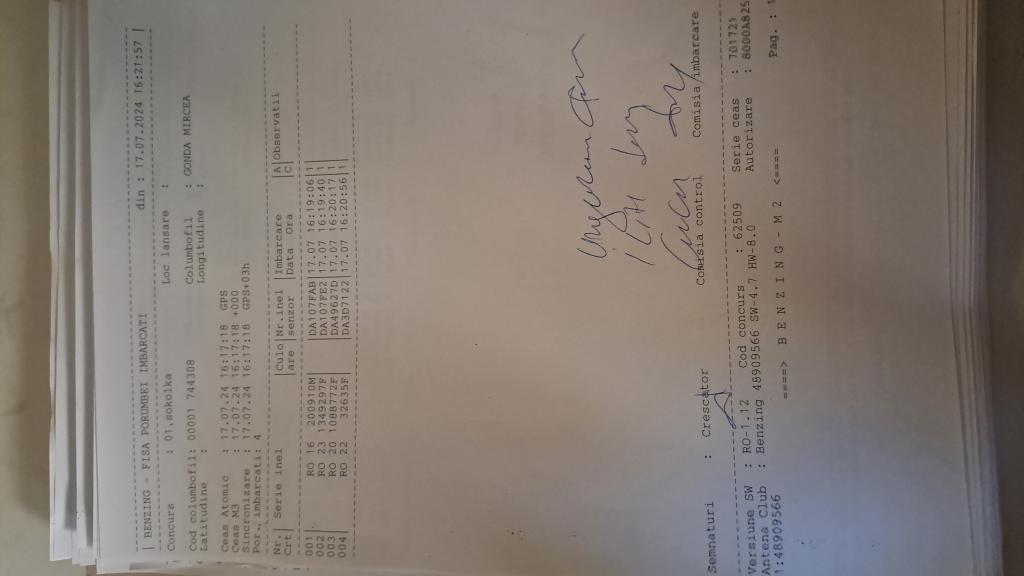 | BENZING - FISA PORUMBEI IMBARCATI din : 17.07.2024 16:21:57 |
Concurs : 01.sokolka Loc lansare :
Cod columbofil: 00001 744308 Columbofil : GONDA MIRCEA
Latitudine : Longitudine :
Ceas Atomic : 17.07.24 16:17:18 GPS
Ceas M3 : 17.07.24 16:17:18 +000
Sincronizare : 17.07.24 16:17:18 GPS+03h
Por. imbarcati: 4
Nr.| Serie inel |Culo|Nr.inel |Imbarcare |A|Observatii
Crt| |are |senzor |Data Ora |C|
001| RO 16 200910M| |DA107FAB|17.07 16:19:06|1|
002| RO 23 1349297F| |DA107FE2|17.07 16:19:40|1|
003| RO 20 1088772F| |DA49627D|17.07 16:20:17|1|
004| RO 22 32635F| |DA3D7122|17.07 16:20:56|1|
Semnaturi : Crescator Comisia control Comisia imbarcare
Versiune SW : RO-1.12 Cod concurs : 62509 Serie ceas : 701721
Antena Club : Benzing 48909566 SW-4.7 HW-8.0 Autorizare : 8000A825
1:48909566
====> B E N Z I N G - M 2 <==== Pag. : 1